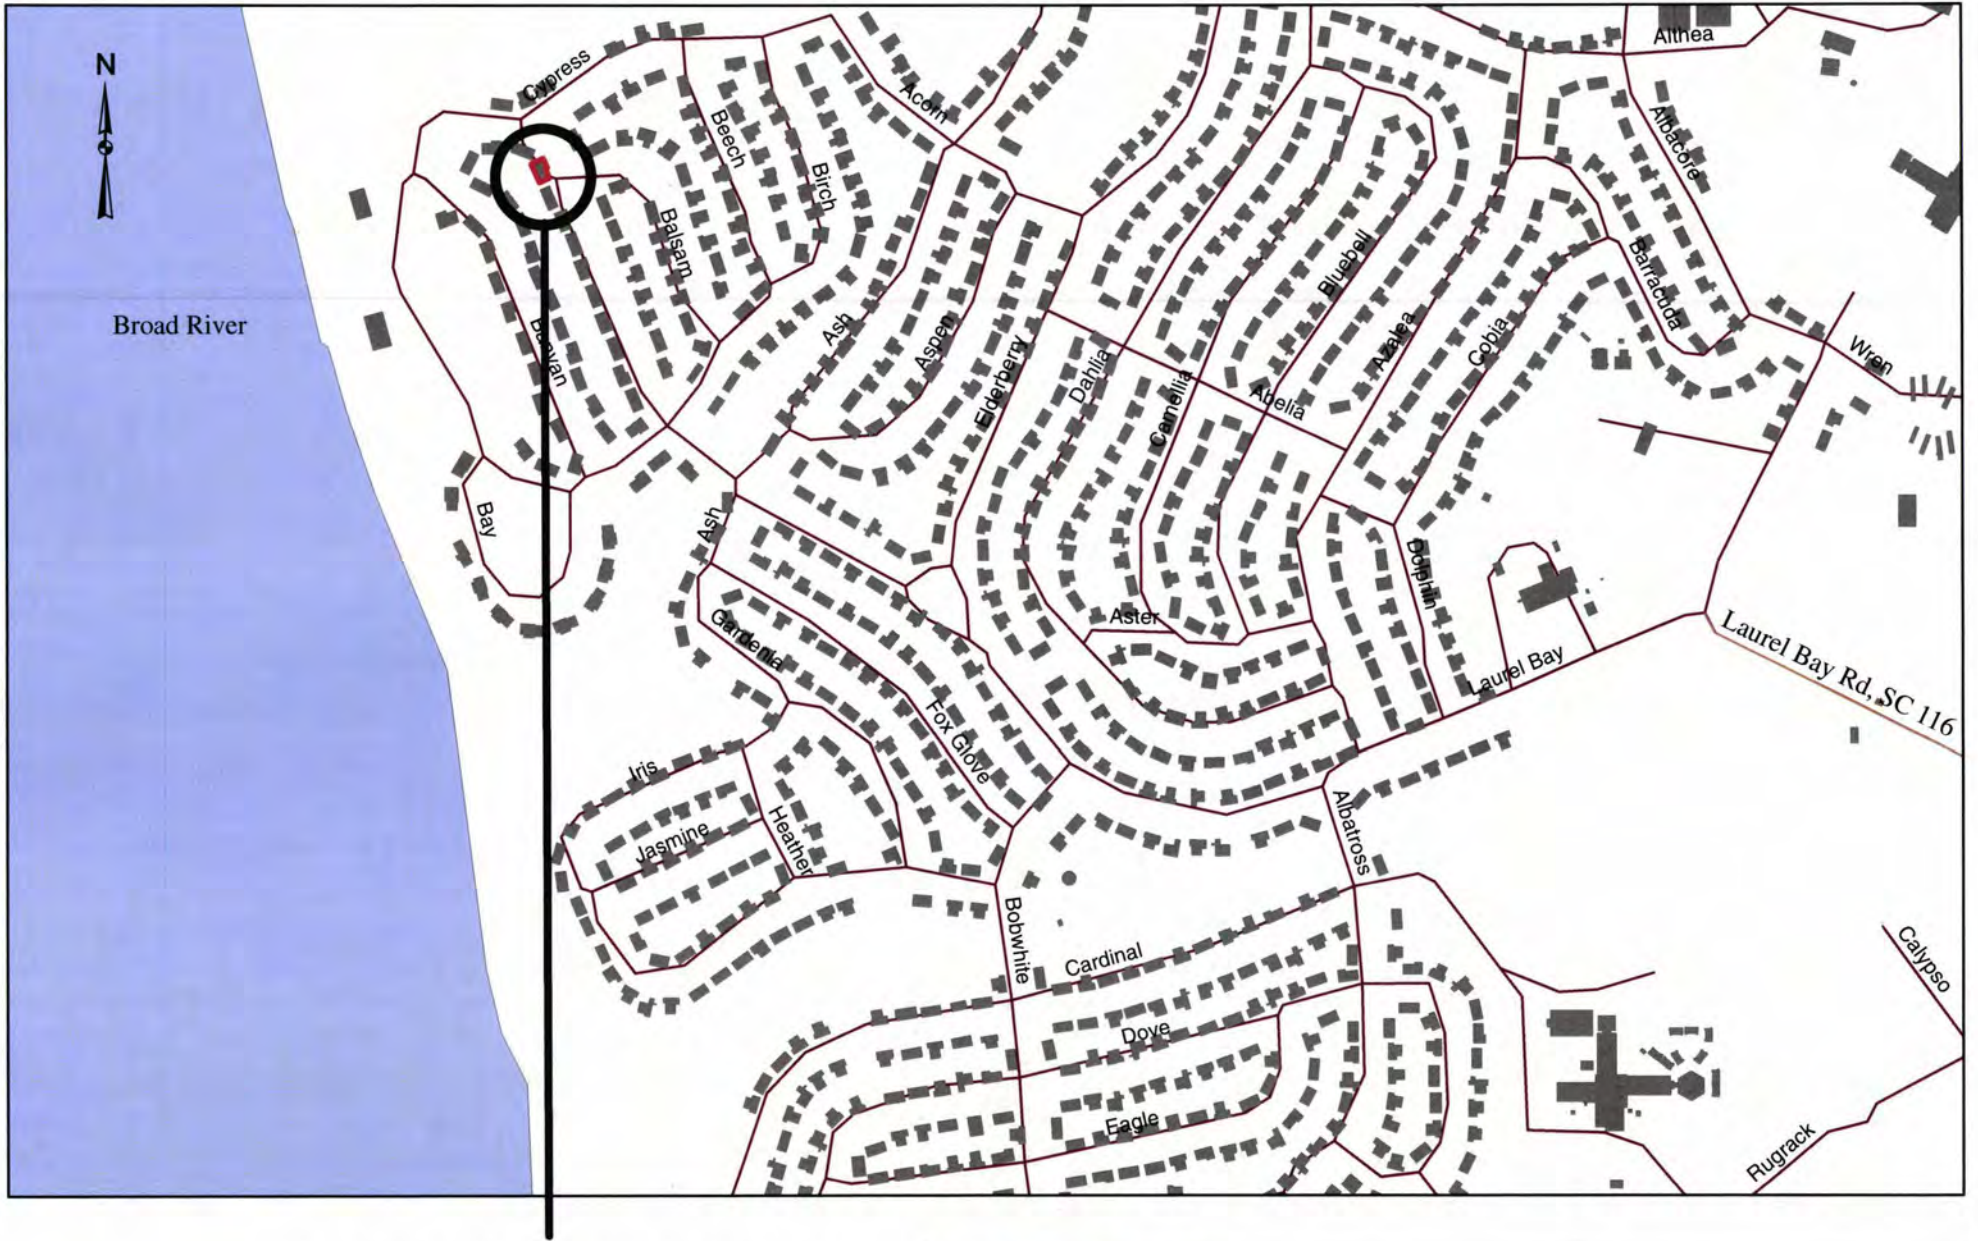 N
Cypress
Althea
Acorn
Beech
Birch
Albacore
Balsam
Barracuda
Bluebell
Broad River
Banyan
Ash
Aspen
Azalea
Cobia
Elderberry
Dahlia
Camellia
Abelia
Wren
Bay
Ash
Dolphin
Aster
Gardenia
Laurel Bay
Laurel Bay Rd, SC 116
Fox Glove
Iris
Jasmine
Heather
Albatross
Bobwhite
Cardinal
Calypso
Dove
Eagle
Rugrack